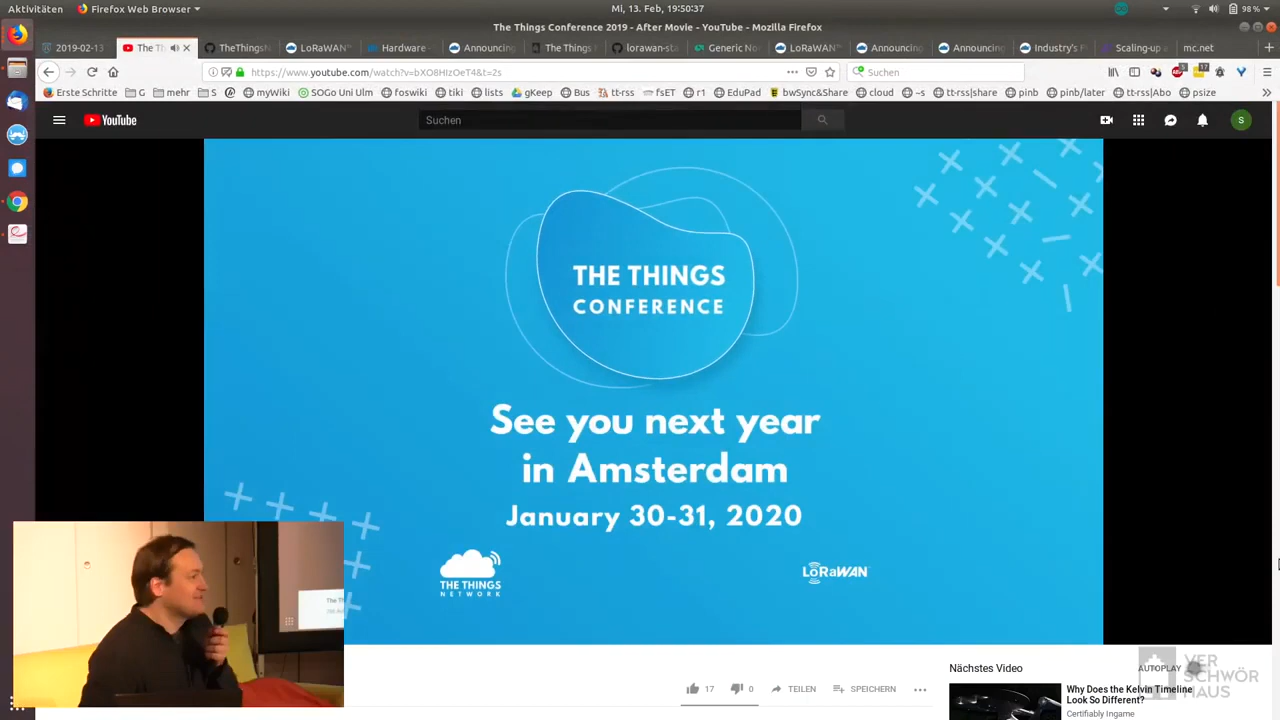 Aktivitäten
Firefox Web Browser
Mi, 13. Feb, 19:50:37
98 %
The Things Conference 2019 - After Movie - YouTube - Mozilla Firefox
2019-02-13
The Th
TheThingsN
LoRaWAN™
Hardware
Announcing
The Things
lorawan-sta
Generic No
LoRaWAN™
Announcing
Announcing
Industry's F
Scaling-up a
mc.net
https://www.youtube.com/watch?v=bXO8HIzOeT4&t=2s
Suchen
Erste Schritte
G
mehr
S
myWiki
SOGo Uni Ulm
foswiki
tiki
lists
gKeep
Bus
tt-rss
fsET
r1
EduPad
bwSync&Share
cloud
~s
tt-rss|share
pinb
pinb/later
tt-rss|Abo
psize
YouTube
Suchen
S
THE THINGS
CONFERENCE
See you next year
in Amsterdam
January 30-31, 2020
THE THINGS
NETWORK
LoRaWAN
17
0
TEILEN
SPEICHERN
Nächstes Video
AUTOPLAY
Why Does the Kelvin Timeline
Look So Different?
Certifiably Ingame
VER
SCHWÖR
HAUS